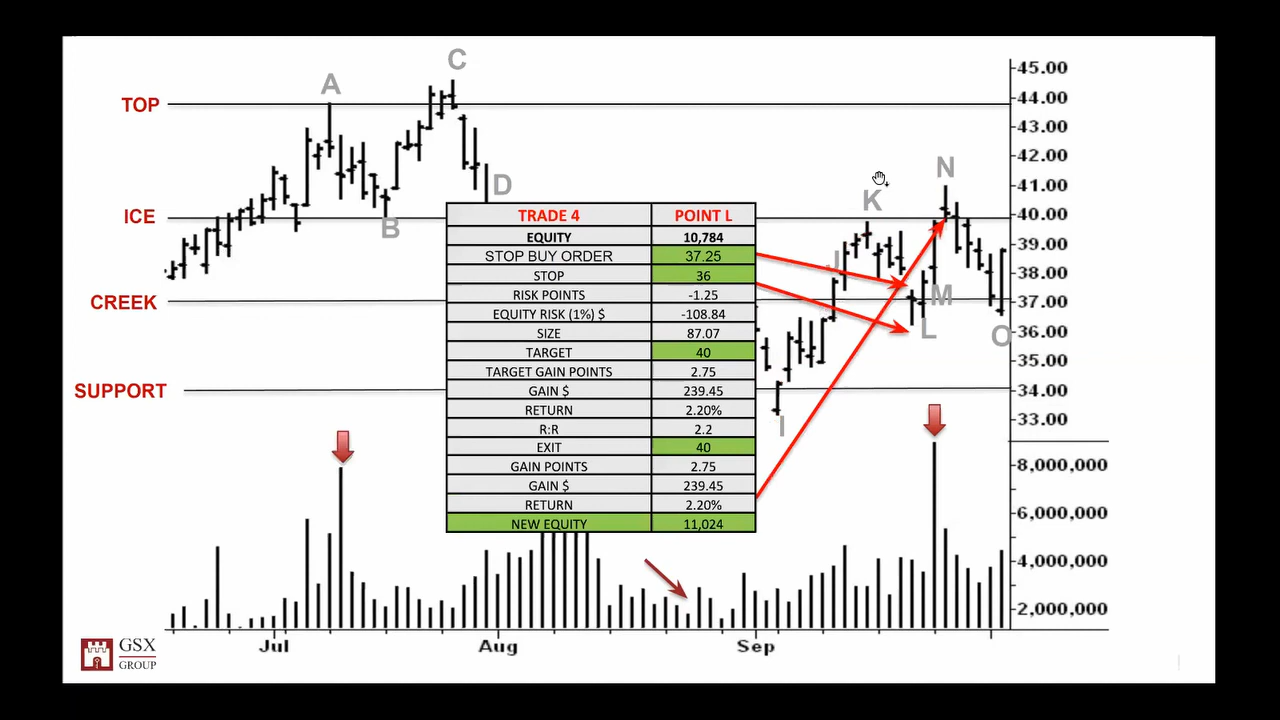 C
A
45.00
TOP
44.00
43.00
42.00
N
D
41.00
K
TRADE 4 POINT L
ICE
40.00
B
EQUITY 10,784
39.00
STOP BUY ORDER 37.25
J
38.00
STOP 36
RISK POINTS -1.25
M
CREEK
37.00
EQUITY RISK (1%) $ -108.84
L
SIZE 87.07
36.00
O
TARGET 40
35.00
TARGET GAIN POINTS 2.75
SUPPORT
GAIN $ 239.45
34.00
RETURN 2.20%
33.00
R:R 2.2
I
EXIT 40
GAIN POINTS 2.75
8,000,000
GAIN $ 239.45
RETURN 2.20%
6,000,000
NEW EQUITY 11,024
4,000,000
2,000,000
Jul Aug Sep
GSX
GROUP